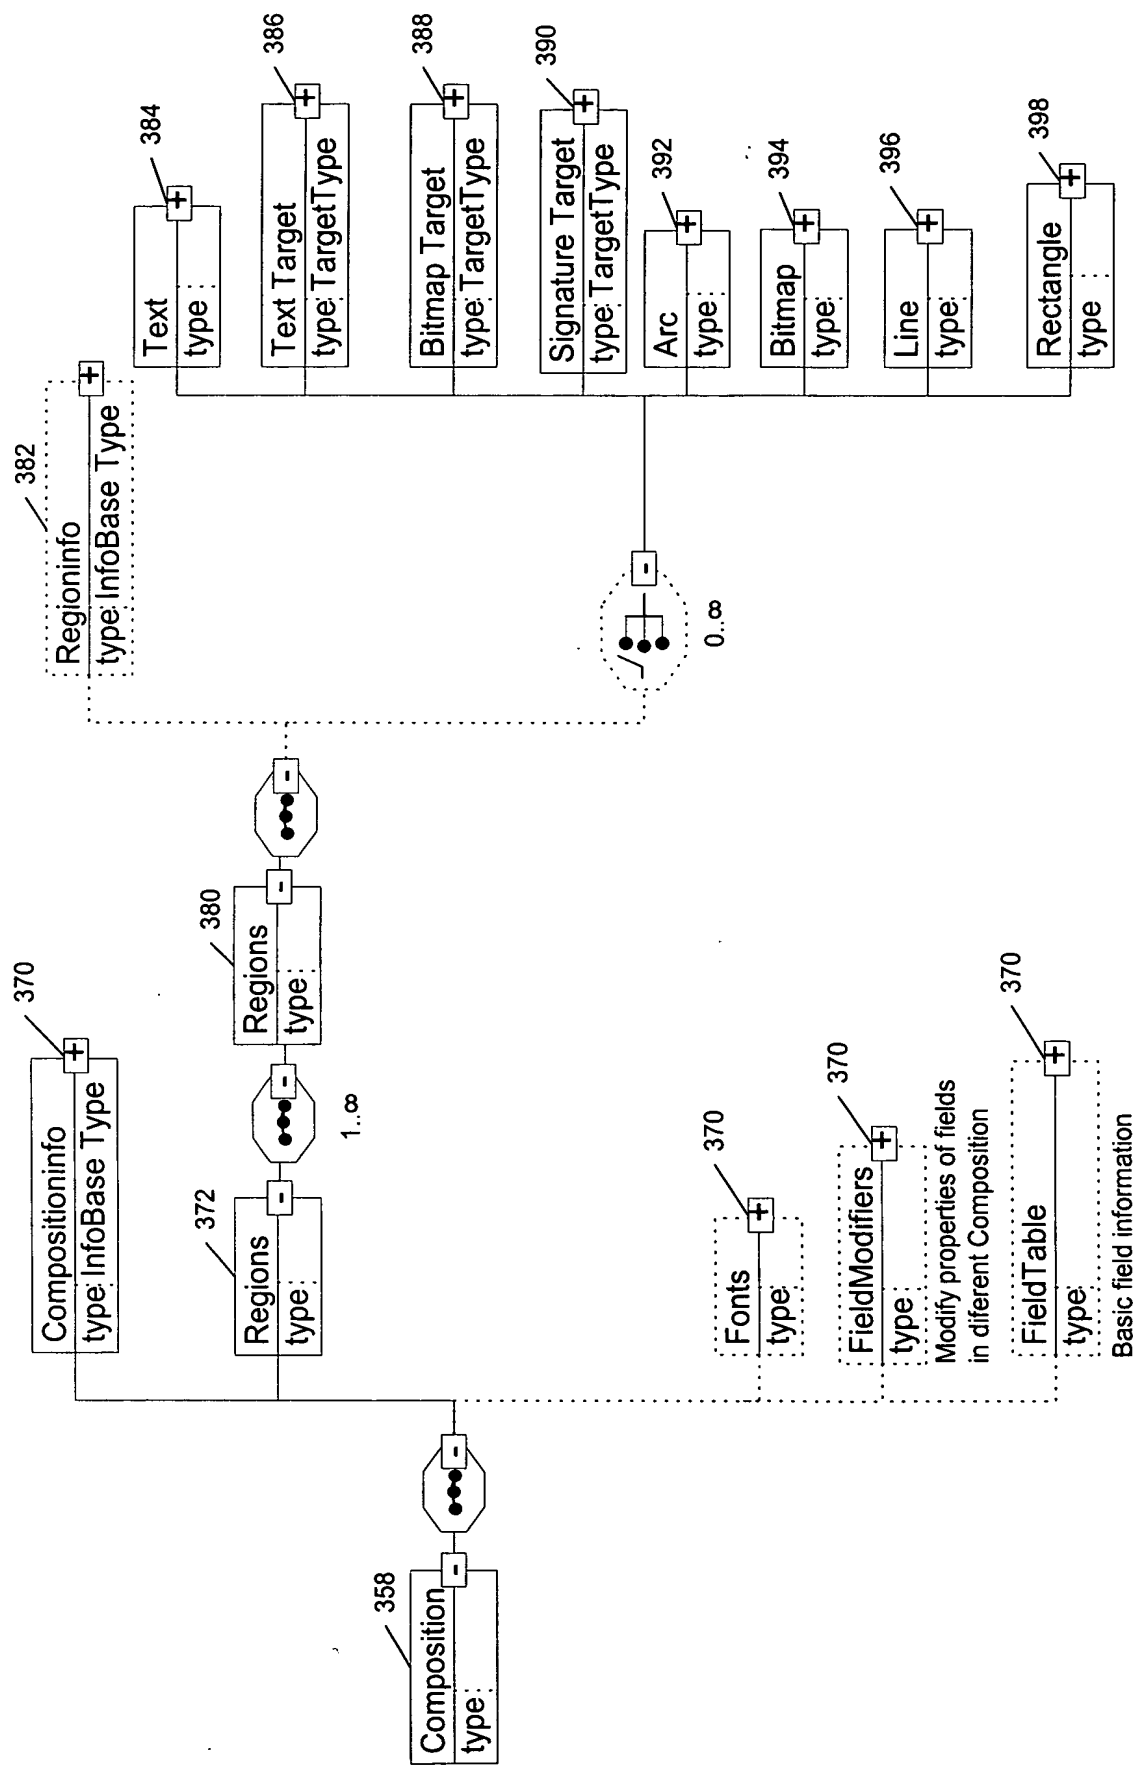 358
Composition
type
370
Compositioninfo
type InfoBase Type
372
Regions
type
1..∞
380
Regions
type
370
Fonts
type
370
FieldModifiers
type
Modify properties of fields
in diferent Composition
370
FieldTable
type
Basic field information
382
Regioninfo
type InfoBase Type
0..∞
384
Text
type
386
Text Target
type TargetType
388
Bitmap Target
type TargetType
390
Signature Target
type TargetType
392
Arc
type
394
Bitmap
type
396
Line
type
398
Rectangle
type